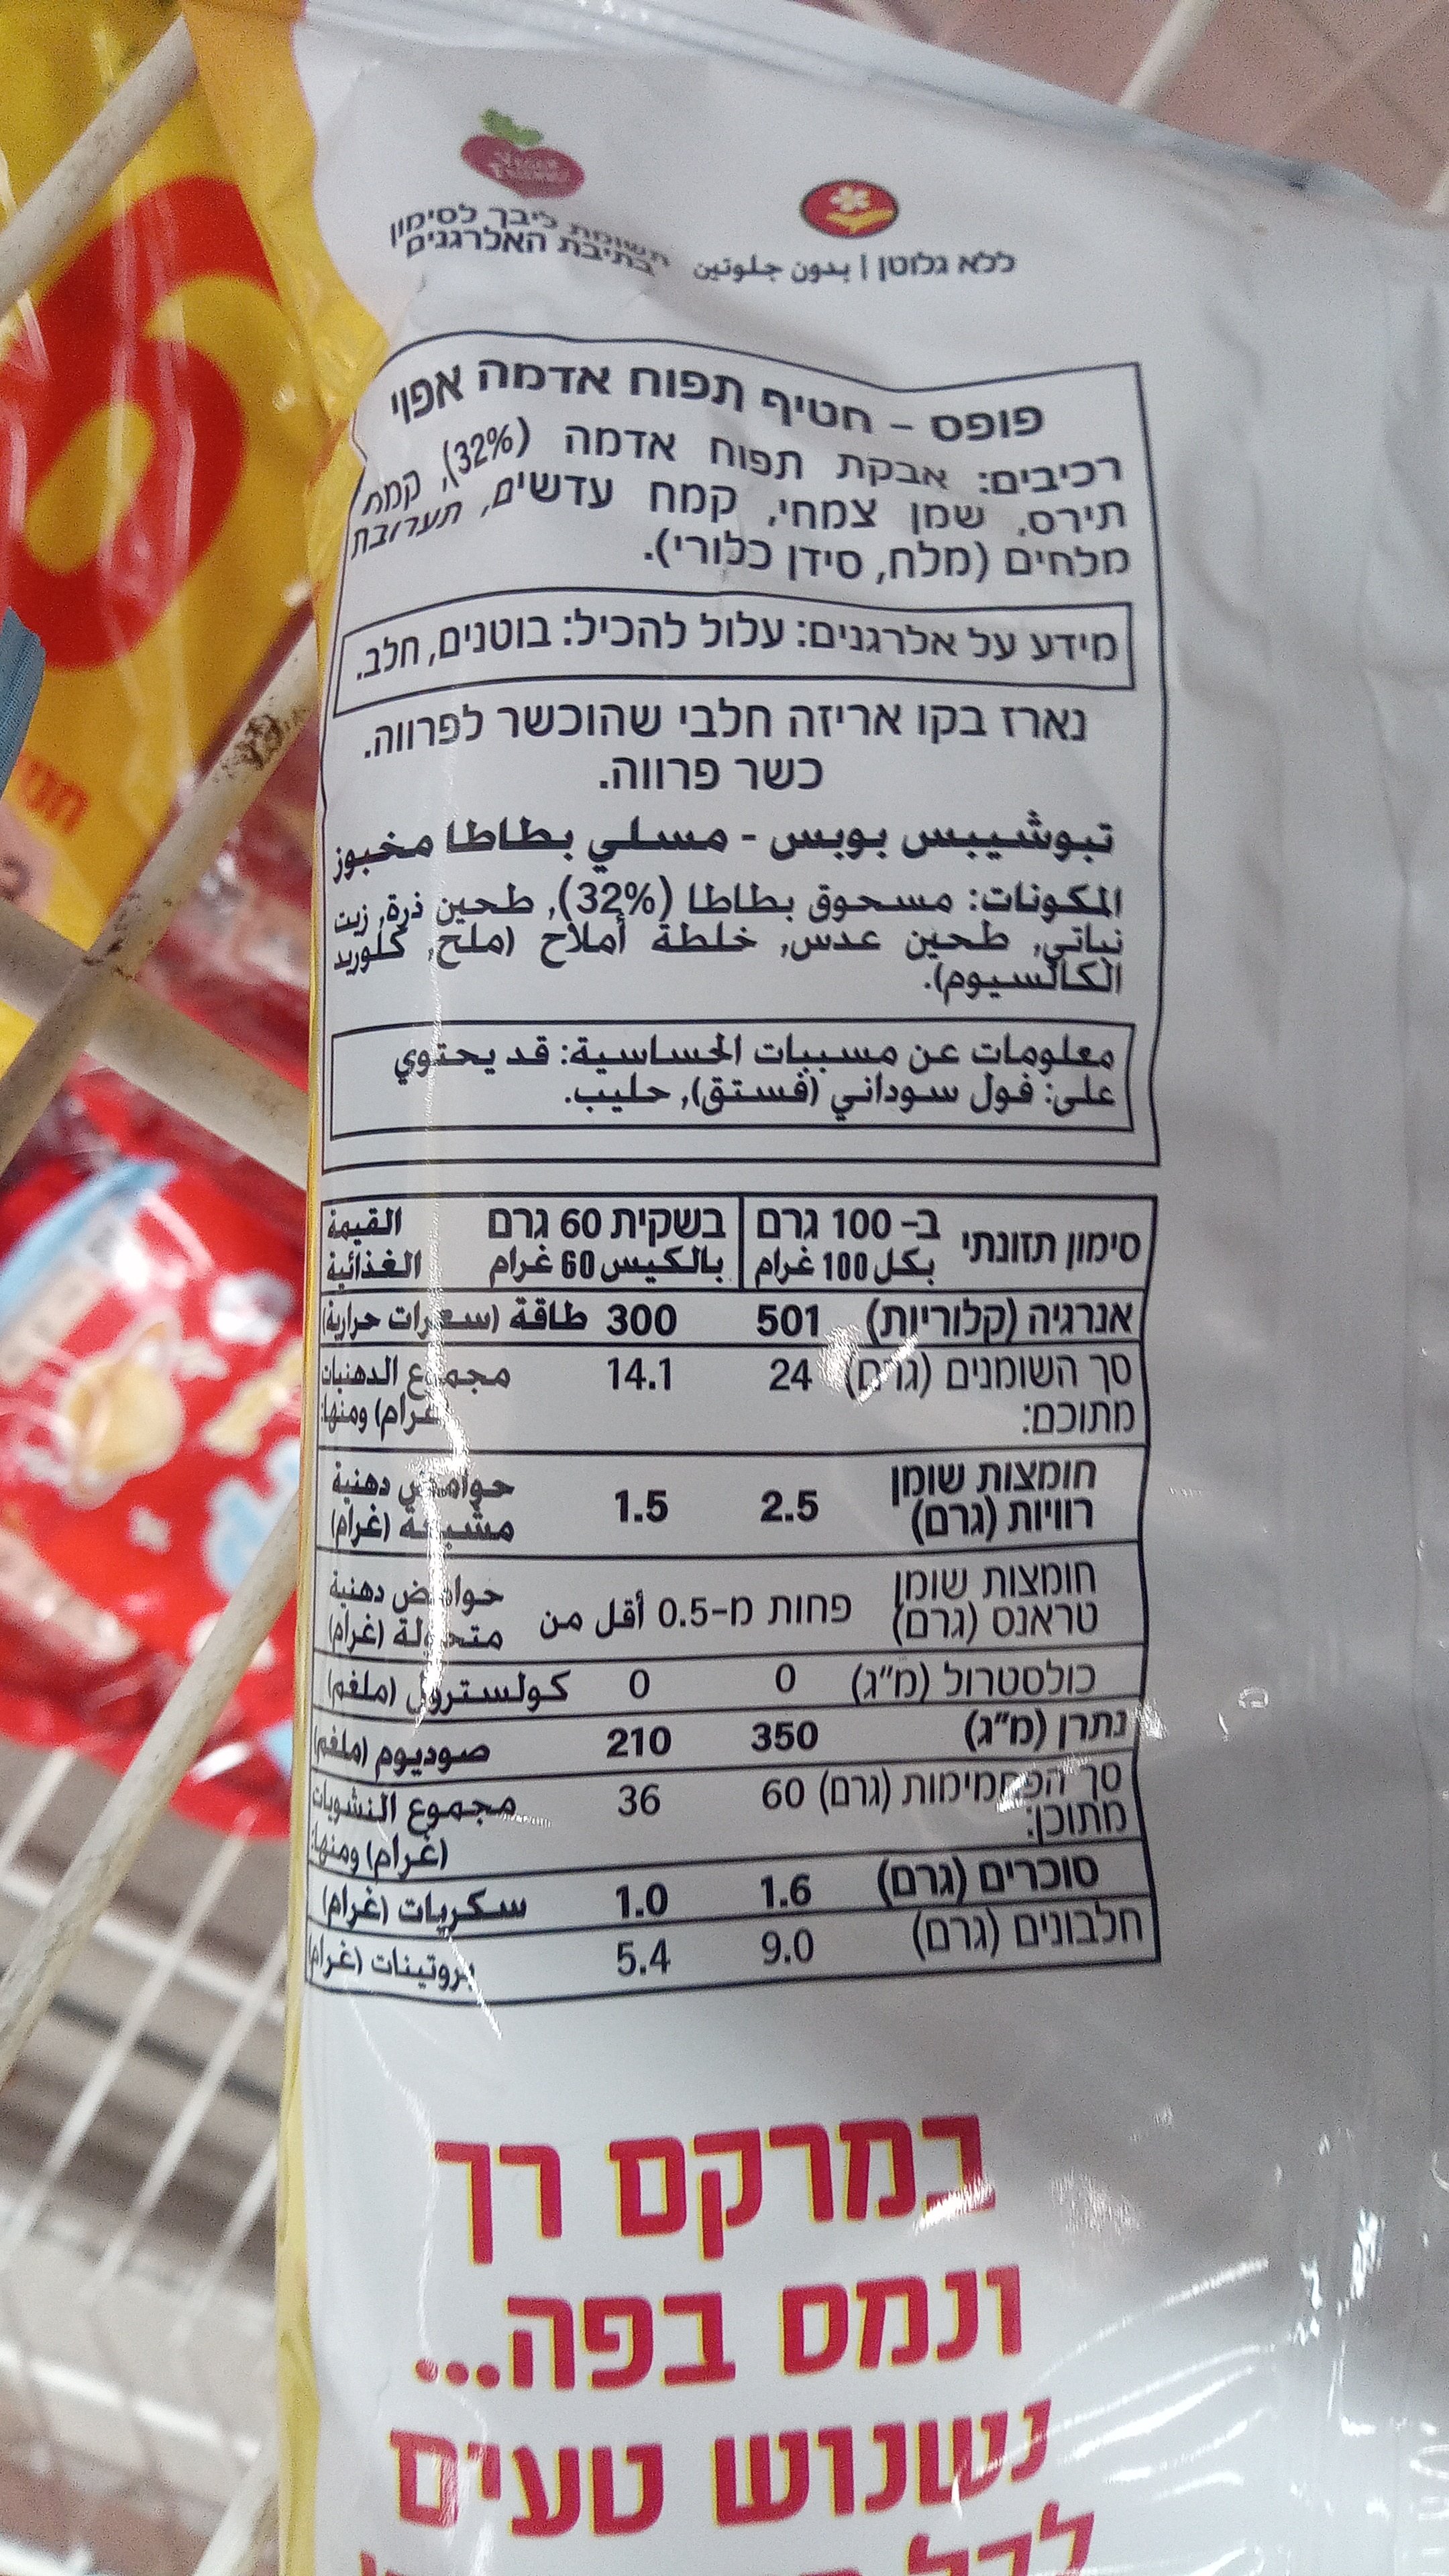 תשומת ליבך לסימון
בתיבת האלרגנים
ללא גלוטן | بدون جلوتين
פופס – חטיף תפוח אדמה אפוי
רכיבים: אבקת תפוח אדמה (32%), קמח
תירס, שמן צמחי, קמח עדשים, תערובת
מלחים (מלח, סידן כלורי).
מידע על אלרגנים: עלול להכיל: בוטנים, חלב.
נארז בקו אריזה חלבי שהוכשר לפרווה.
כשר פרווה.
تبوشيبس بوبس - مسلي بطاطا مخبوز
المكونات: مسحوق بطاطا (32%), طحين ذرة, زيت
نباتي, طحين عدس, خلطة أملاح (ملح, كلوريد
الكالسيوم).
معلومات عن مسببات الحساسية: قد يحتوي
على: فول سوداني (فستق), حليب.
סימון תזונתי ב- 100 גרם בשקית 60 גרם القيمة
بكل 100 غرام بالكيس 60 غرام الغذائية
אנרגיה (קלוריות) 501 300 طاقة (سعرات حرارية)
סך השומנים (גרם) 24 14.1 مجموع الدهنيات
מתוכם: (غرام) ومنها:
חומצות שומן حوامض دهنية
רוויות (גרם) 2.5 1.5 مشبعة (غرام)
חומצות שומן حوامض دهنية
טראנס (גרם) פחות מ-0.5 أقل من متحولة (غرام)
כולסטרול (מ״ג) 0 0 كولسترول (ملغم)
נתרן (מ״ג) 350 210 صوديوم (ملغم)
סך הפחמימות (גרם) 60 36 مجموع النشويات
מתוכן: (غرام) ومنها:
סוכרים (גרם) 1.6 1.0 سكريات (غرام)
חלבונים (גרם) 9.0 5.4 بروتينات (غرام)
במרקם רך
ונמס בפה...
נשנוש טעים